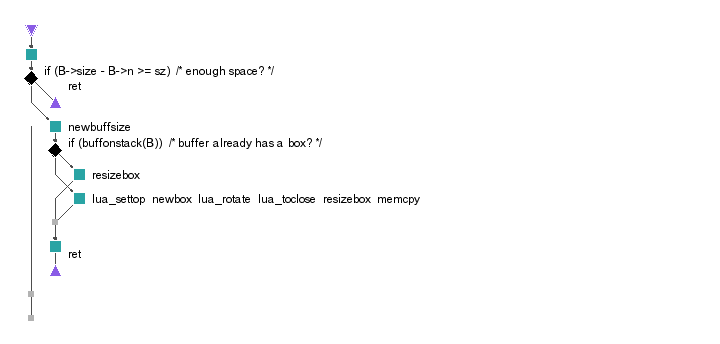 if (B->size - B->n >= sz)  /* enough space? */
ret
newbuffsize
if (buffonstack(B))  /* buffer already has a box? */
resizebox
lua_settop  newbox  lua_rotate  lua_toclose  resizebox  memcpy
ret